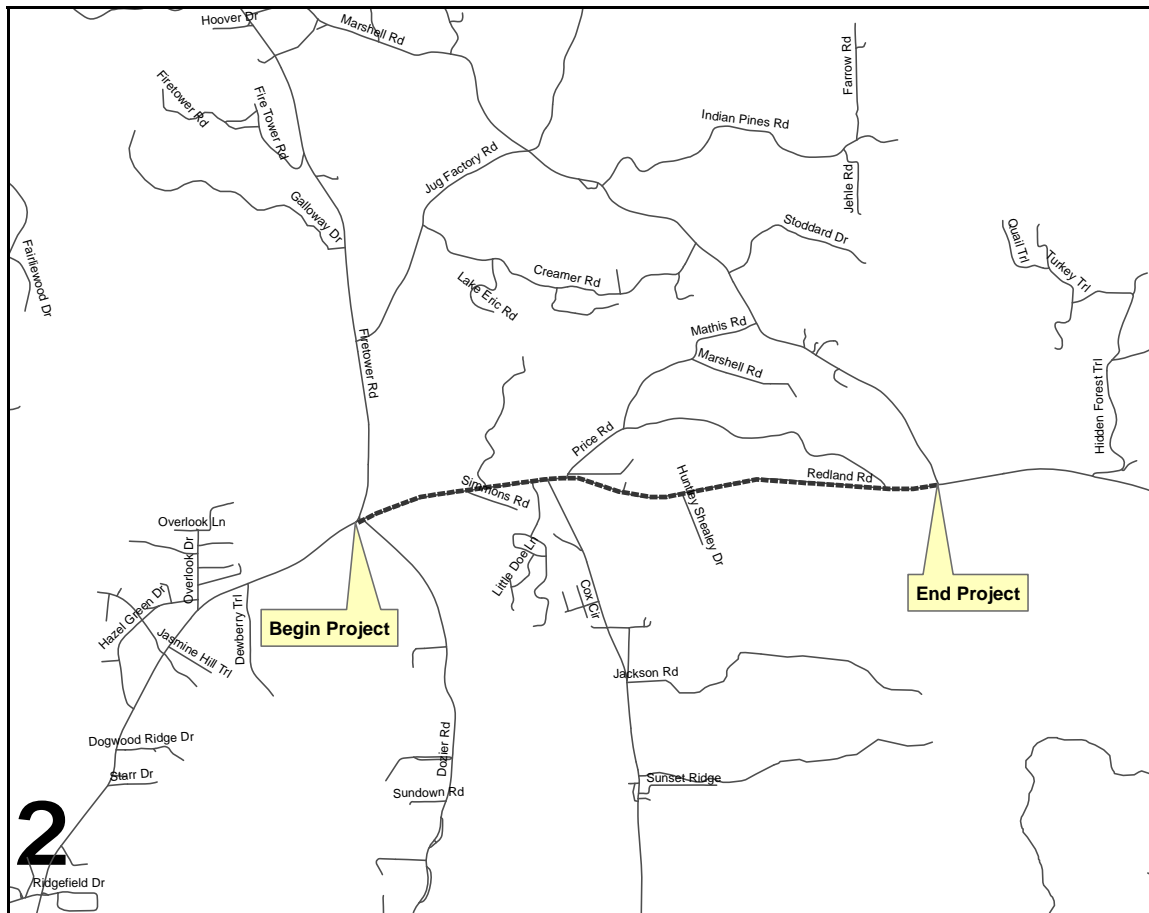 Hoover Dr
Marshell Rd
Farrow Rd
Firetower Rd
Fire Tower Rd
Indian Pines Rd
Jug Factory Rd
Jehle Rd
Galloway Dr
Stoddard Dr
Quail Trl
Turkey Trl
Fairliewood Dr
Lake Eric Rd
Creamer Rd
Firetower Rd
Mathis Rd
Marshell Rd
Hidden Forest Trl
Price Rd
Simmons Rd
Huntley Shealey Dr
Redland Rd
Overlook Ln
Overlook Dr
Little Doe Ln
Cox Cir
Hazel Green Dr
Dewberry Trl
Begin Project
End Project
Jasmine Hill Trl
Jackson Rd
Dogwood Ridge Dr
Dozier Rd
Starr Dr
Sundown Rd
Sunset Ridge
2
Ridgefield Dr